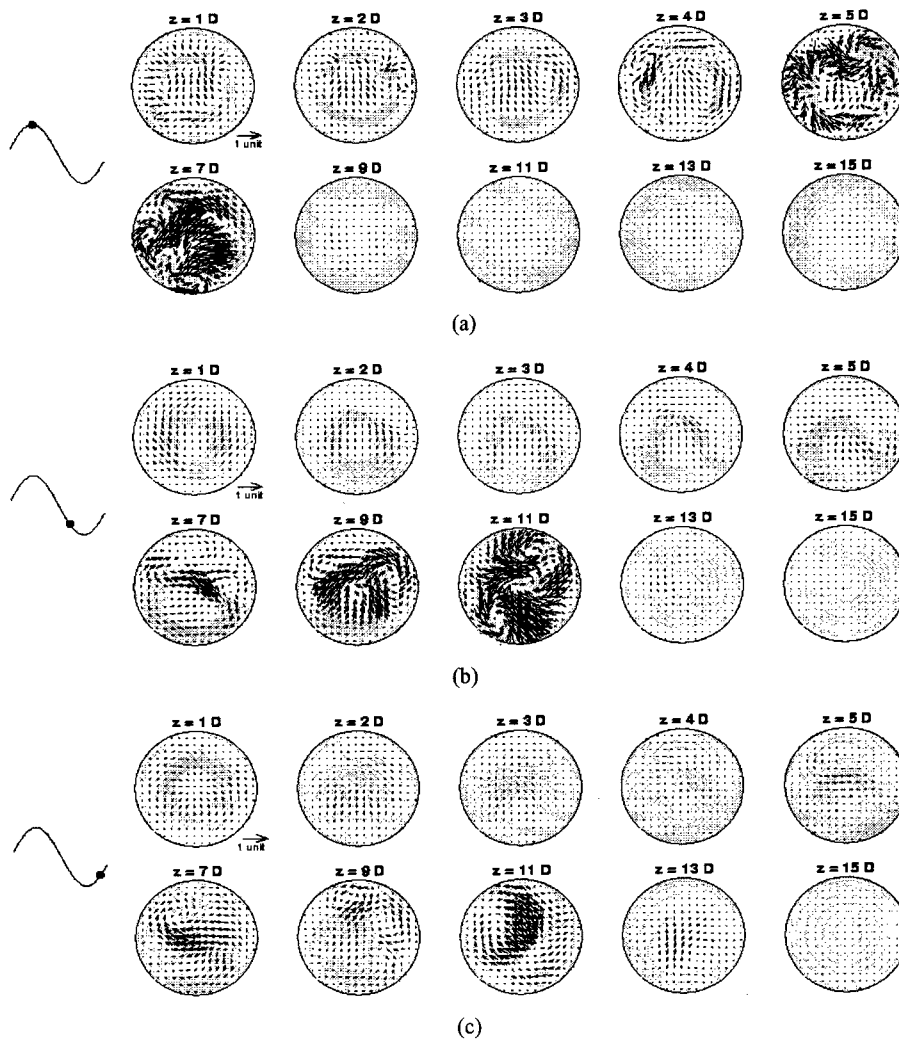 z = 1 D z = 2 D z = 3 D z = 4 D z = 5 D
1 unit
z = 7 D z = 9 D z = 11 D z = 13 D z = 15 D
(a)
z = 1 D z = 2 D z = 3 D z = 4 D z = 5 D
1 unit
z = 7 D z = 9 D z = 11 D z = 13 D z = 15 D
(b)
z = 1 D z = 2 D z = 3 D z = 4 D z = 5 D
1 unit
z = 7 D z = 9 D z = 11 D z = 13 D z = 15 D
(c)